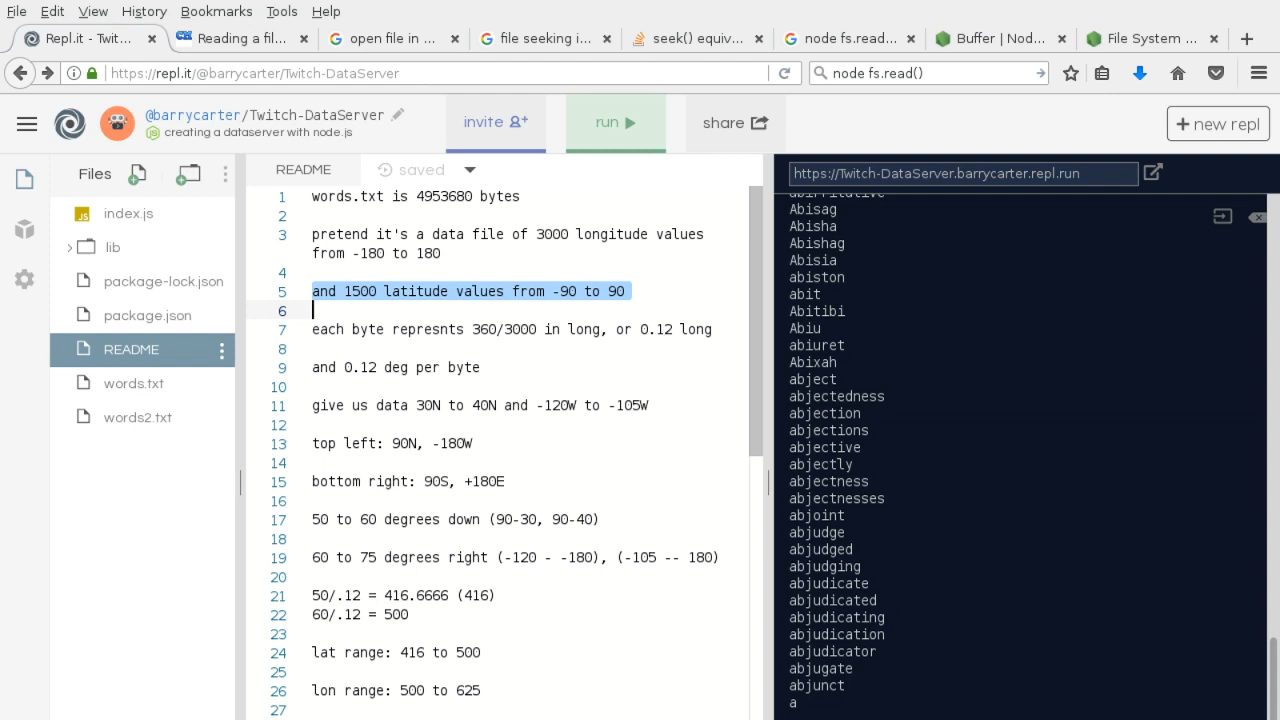 File Edit View History Bookmarks Tools Help
Repl.it - Twit... Reading a fil... open file in ... file seeking i... seek() equiv... node fs.read... Buffer | Nod... File System ...
https://repl.it/@barrycarter/Twitch-DataServer
node fs.read()
@barrycarter/Twitch-DataServer
creating a dataserver with node.js
invite
run
share
+ new repl
Files
index.js
lib
package-lock.json
package.json
README
words.txt
words2.txt
README
saved
1 words.txt is 4953680 bytes
2
3 pretend it's a data file of 3000 longitude values
from -180 to 180
4
5 and 1500 latitude values from -90 to 90
6
7 each byte represnts 360/3000 in long, or 0.12 long
8
9 and 0.12 deg per byte
10
11 give us data 30N to 40N and -120W to -105W
12
13 top left: 90N, -180W
14
15 bottom right: 90S, +180E
16
17 50 to 60 degrees down (90-30, 90-40)
18
19 60 to 75 degrees right (-120 - -180), (-105 -- 180)
20
21 50/.12 = 416.6666 (416)
22 60/.12 = 500
23
24 lat range: 416 to 500
25
26 lon range: 500 to 625
27
https://Twitch-DataServer.barrycarter.repl.run
Abisag
Abisha
Abishag
Abisia
abiston
abit
Abitibi
Abiu
abiuret
Abixah
abject
abjectedness
abjection
abjections
abjective
abjectly
abjectness
abjectnesses
abjoint
abjudge
abjudged
abjudging
abjudicate
abjudicated
abjudicating
abjudication
abjudicator
abjugate
abjunct
a